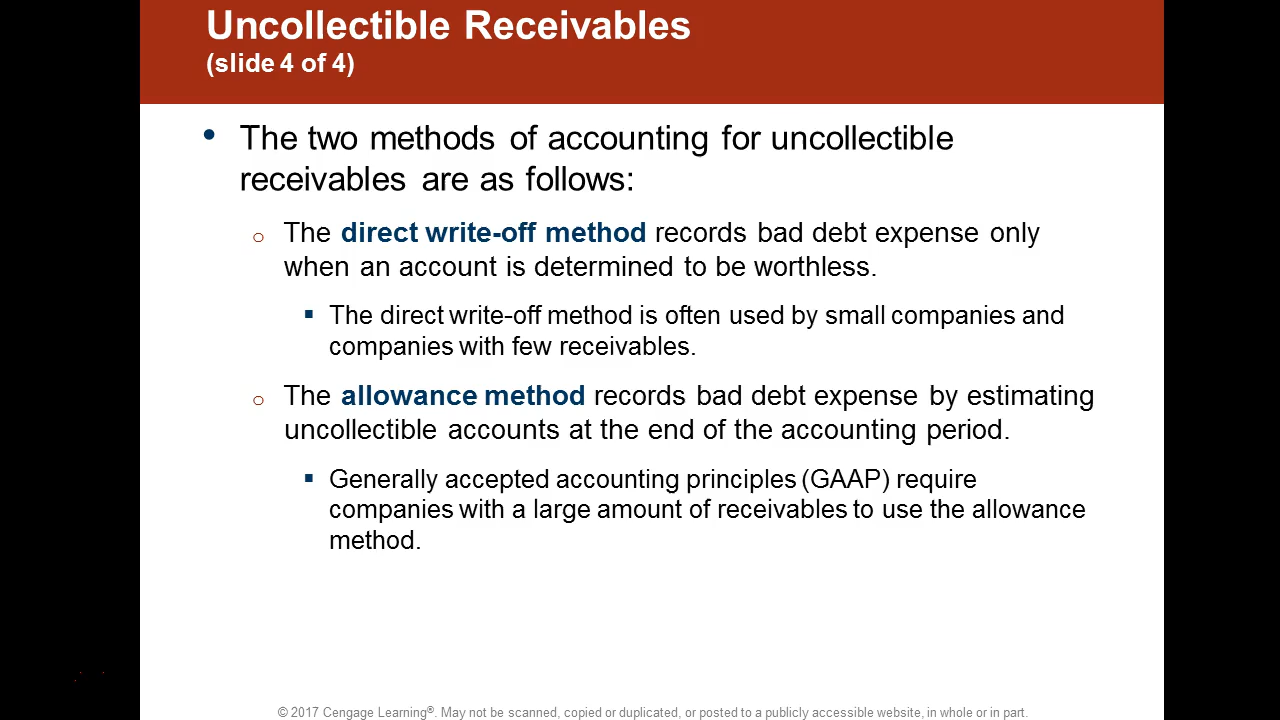 Uncollectible Receivables
(slide 4 of 4)
• The two methods of accounting for uncollectible
receivables are as follows:
o The direct write-off method records bad debt expense only
when an account is determined to be worthless.
▪ The direct write-off method is often used by small companies and
companies with few receivables.
o The allowance method records bad debt expense by estimating
uncollectible accounts at the end of the accounting period.
▪ Generally accepted accounting principles (GAAP) require
companies with a large amount of receivables to use the allowance
method.
© 2017 Cengage Learning®. May not be scanned, copied or duplicated, or posted to a publicly accessible website, in whole or in part.